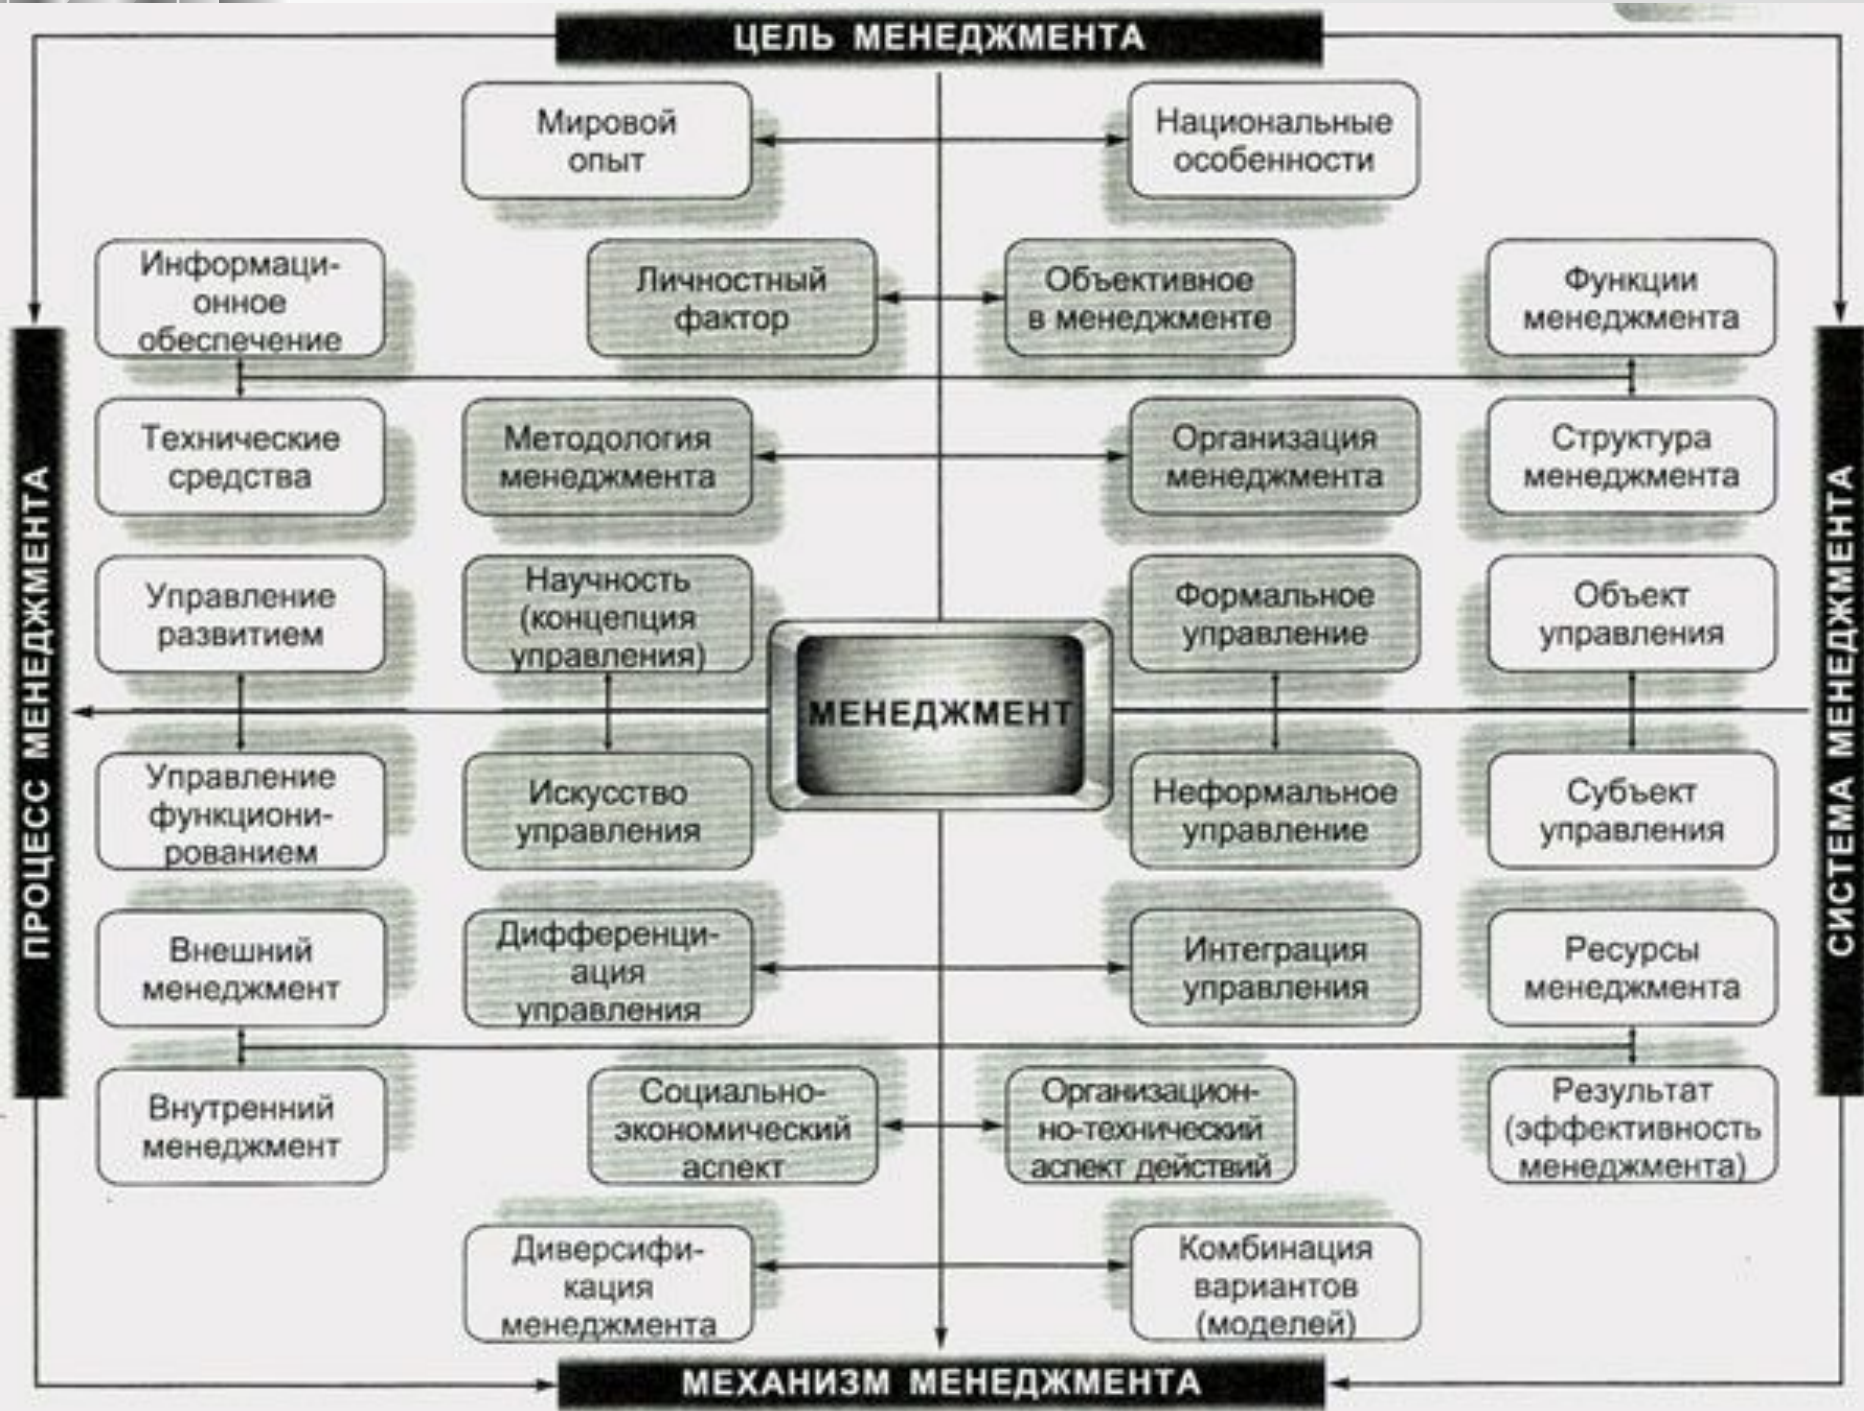 ЦЕЛЬ МЕНЕДЖМЕНТА
Мировой
опыт
Национальные
особенности
Информаци-
онное
обеспечение
Личностный
фактор
Объективное
в менеджменте
Функции
менеджмента
Технические
средства
Методология
менеджмента
Организация
менеджмента
Структура
менеджмента
ПРОЦЕСС МЕНЕДЖМЕНТА
СИСТЕМА МЕНЕДЖМЕНТА
Управление
развитием
Научность
(концепция
управления)
Формальное
управление
Объект
управления
МЕНЕДЖМЕНТ
Управление
функциони-
рованием
Искусство
управления
Неформальное
управление
Субъект
управления
Внешний
менеджмент
Дифференци-
ация
управления
Интеграция
управления
Ресурсы
менеджмента
Внутренний
менеджмент
Социально-
экономический
аспект
Организацион-
но-технический
аспект действий
Результат
(эффективность
менеджмента)
Диверсифи-
кация
менеджмента
Комбинация
вариантов
(моделей)
МЕХАНИЗМ МЕНЕДЖМЕНТА